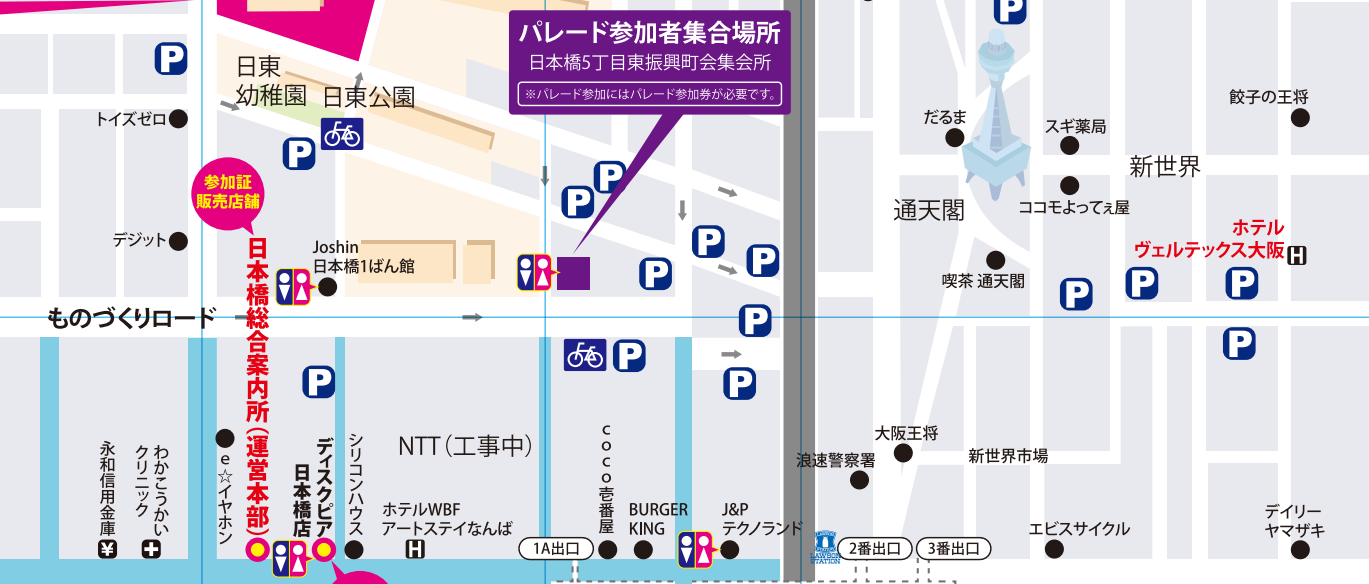 パレード参加者集合場所
日本橋5丁目東振興町会集会所
※パレード参加にはパレード参加券が必要です。
P
P
日東
幼稚園
日東公園
トイズゼロ
P
参加証
販売店舗
デジット
Joshin
日本橋1ばん館
P
P
P
P
P
P
だるま
スギ薬局
餃子の王将
新世界
ココモよってぇ屋
通天閣
喫茶 通天閣
ホテル
ヴェルテックス大阪
H
P
P
P
P
ものづくりロード
日本橋総合案内所(運営本部)
P
P
P
永和信用金庫
¥
わかこうかい
クリニック
e☆イヤホン
ディスクピア
日本橋店
シリコンハウス
NTT(工事中)
ホテルWBF
アートステイなんば
H
1A出口
coco壱番屋
BURGER
KING
J&P
テクノランド
大阪王将
浪速警察署
新世界市場
LAWSON
STATION
2番出口
3番出口
エビスサイクル
デイリー
ヤマザキ